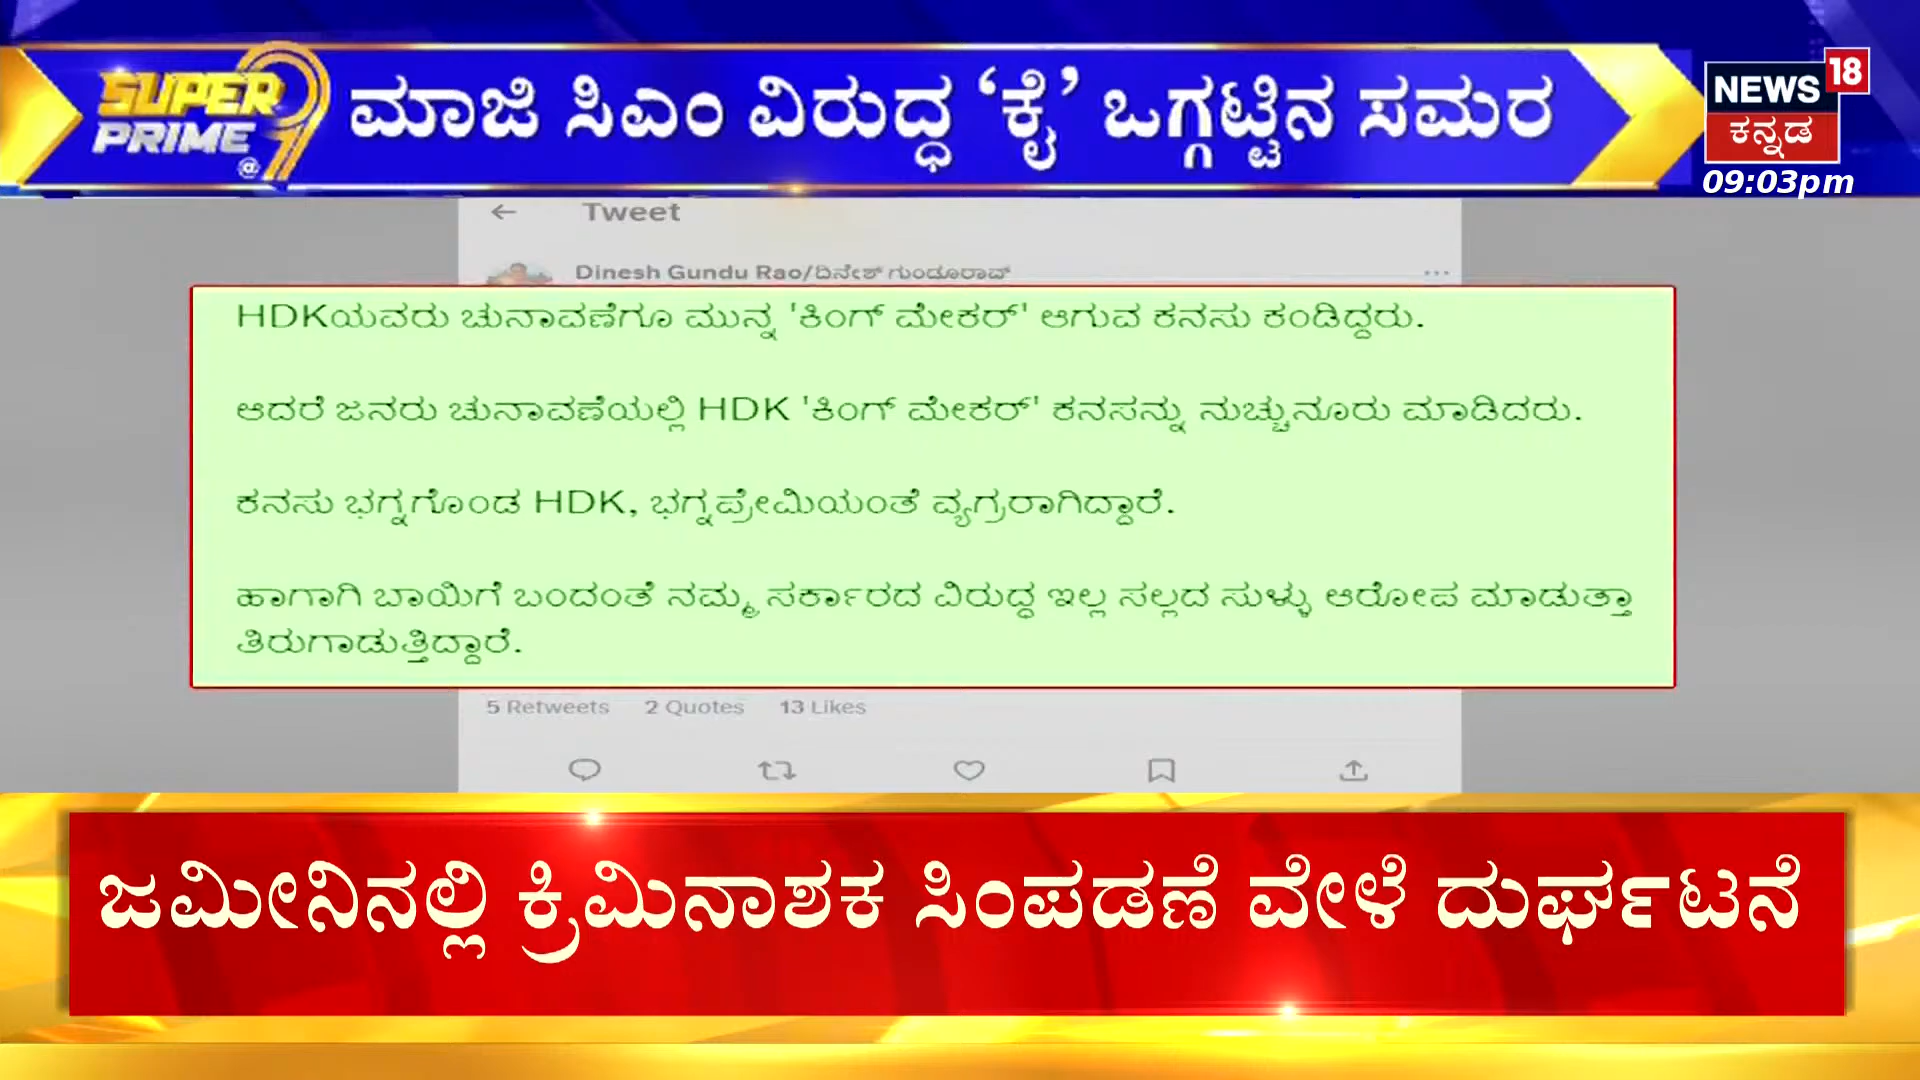 SUPER PRIME @9
ಮಾಜಿ ಸಿಎಂ ವಿರುದ್ಧ ‘ಕೈ’ ಒಗ್ಗಟ್ಟಿನ ಸಮರ
NEWS 18
ಕನ್ನಡ
09:03pm
Tweet
Dinesh Gundu Rao/ದಿನೇಶ್ ಗುಂಡೂರಾವ್
HDKಯವರು ಚುನಾವಣೆಗೂ ಮುನ್ನ 'ಕಿಂಗ್ ಮೇಕರ್' ಆಗುವ ಕನಸು ಕಂಡಿದ್ದರು.
ಆದರೆ ಜನರು ಚುನಾವಣೆಯಲ್ಲಿ HDK 'ಕಿಂಗ್ ಮೇಕರ್' ಕನಸನ್ನು ನುಚ್ಚುನೂರು ಮಾಡಿದರು.
ಕನಸು ಭಗ್ನಗೊಂಡ HDK, ಭಗ್ನಪ್ರೇಮಿಯಂತೆ ವ್ಯಗ್ರರಾಗಿದ್ದಾರೆ.
ಹಾಗಾಗಿ ಬಾಯಿಗೆ ಬಂದಂತೆ ನಮ್ಮ ಸರ್ಕಾರದ ವಿರುದ್ಧ ಇಲ್ಲ ಸಲ್ಲದ ಸುಳ್ಳು ಆರೋಪ ಮಾಡುತ್ತಾ
ತಿರುಗಾಡುತ್ತಿದ್ದಾರೆ.
5 Retweets 2 Quotes 13 Likes
ಜಮೀನಿನಲ್ಲಿ ಕ್ರಿಮಿನಾಶಕ ಸಿಂಪಡಣೆ ವೇಳೆ ದುರ್ಘಟನೆ